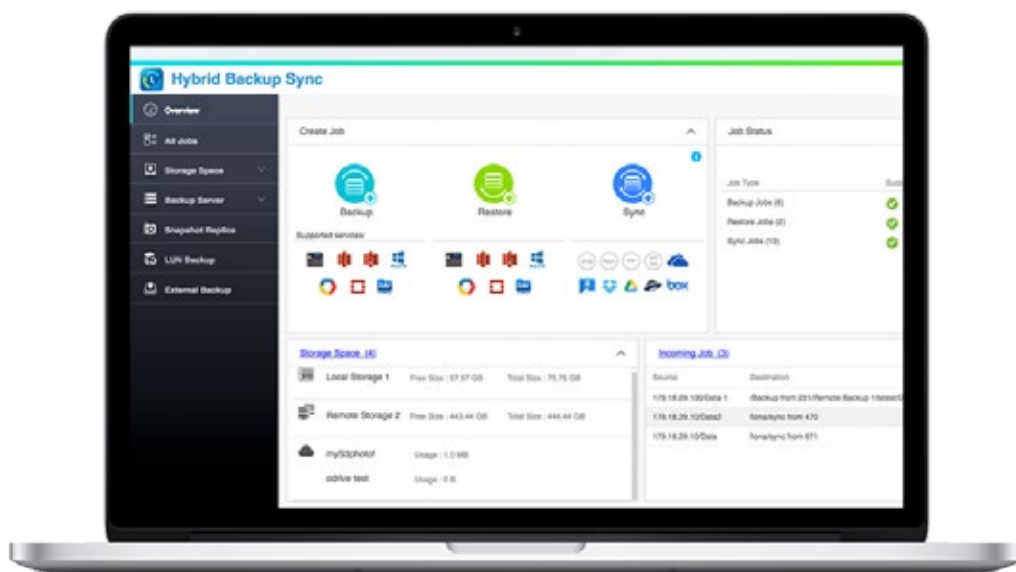 Hybrid Backup Sync
Overview
All Jobs
Storage Space
Backup Server
Snapshot Replica
LUN Backup
External Backup
Create Job
Backup
Restore
Sync
Supported services:
box
Job Status
Job Type
Backup Jobs (6)
Restore Jobs (2)
Sync Jobs (13)
Storage Space (4)
Local Storage 1 Free Size : 57.57 GB Total Size : 75.75 GB
Remote Storage 2 Free Size : 443.44 GB Total Size : 444.44 GB
Usage : 1.0 MB
odrive test Usage : 0 B
Incoming Job (3)
Source Destination
from 470
from 671